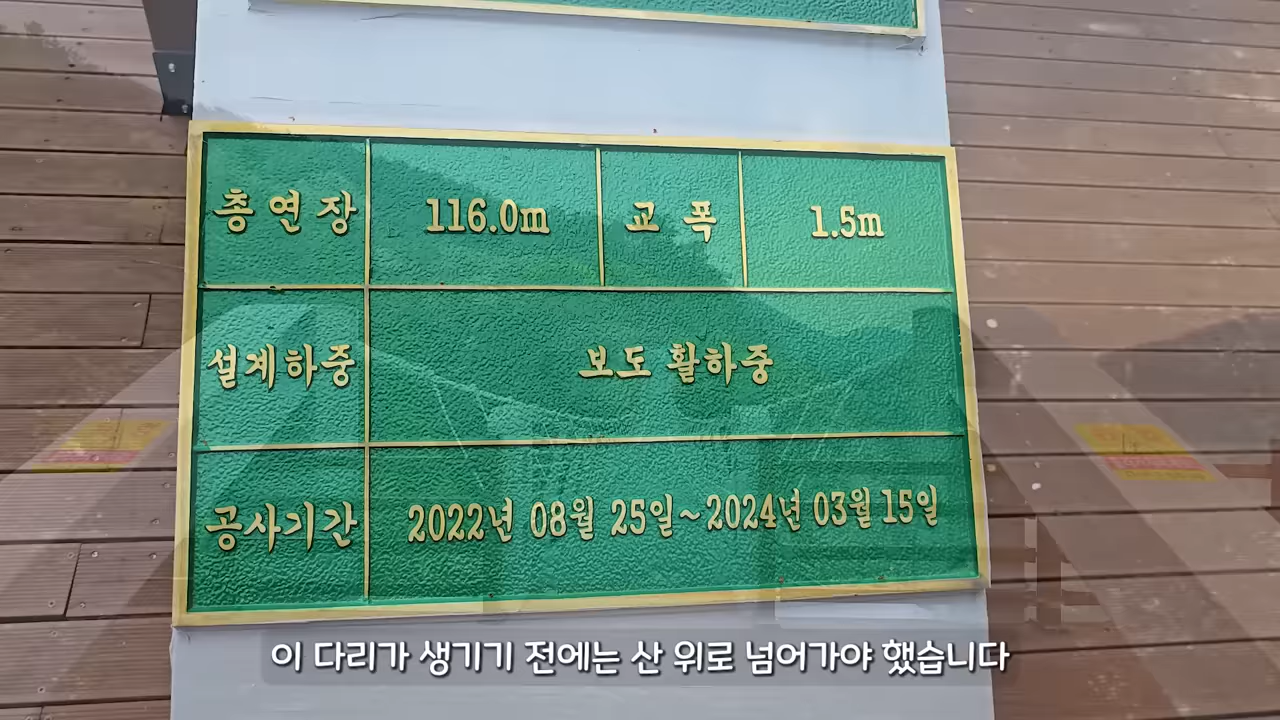 총 연 장 116.0m 교 폭 1.5m
설계하중 보도 활하중
공사기간 2022년 08월 25일~2024년 03월 15일
이 다리가 생기기 전에는 산 위로 넘어가야 했습니다